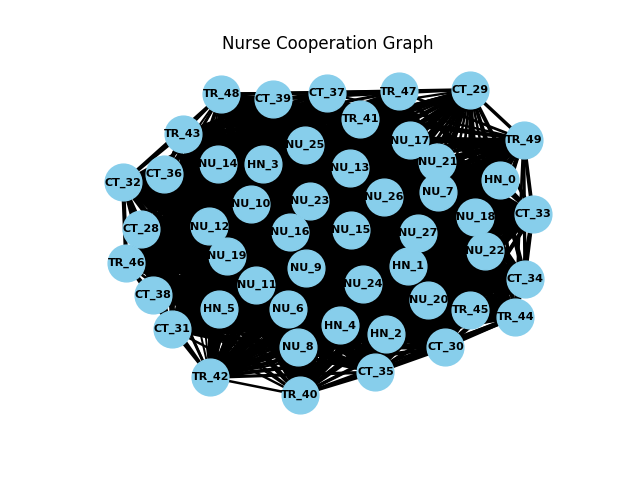 Nurse Cooperation Graph
TR_48
CT_39
CT_37
TR_47
CT_29
TR_41
TR_43
NU_25
NU_17
TR_49
CT_36
NU_14
HN_3
NU_13
NU_21
CT_32
HN_0
NU_10
NU_23
NU_26
NU_7
CT_28
NU_12
NU_16
NU_15
NU_27
NU_18
CT_33
TR_46
NU_19
NU_9
HN_1
NU_22
CT_38
NU_11
NU_24
CT_34
CT_31
HN_5
NU_6
HN_4
NU_20
TR_45
TR_44
NU_8
HN_2
CT_30
TR_42
TR_40
CT_35